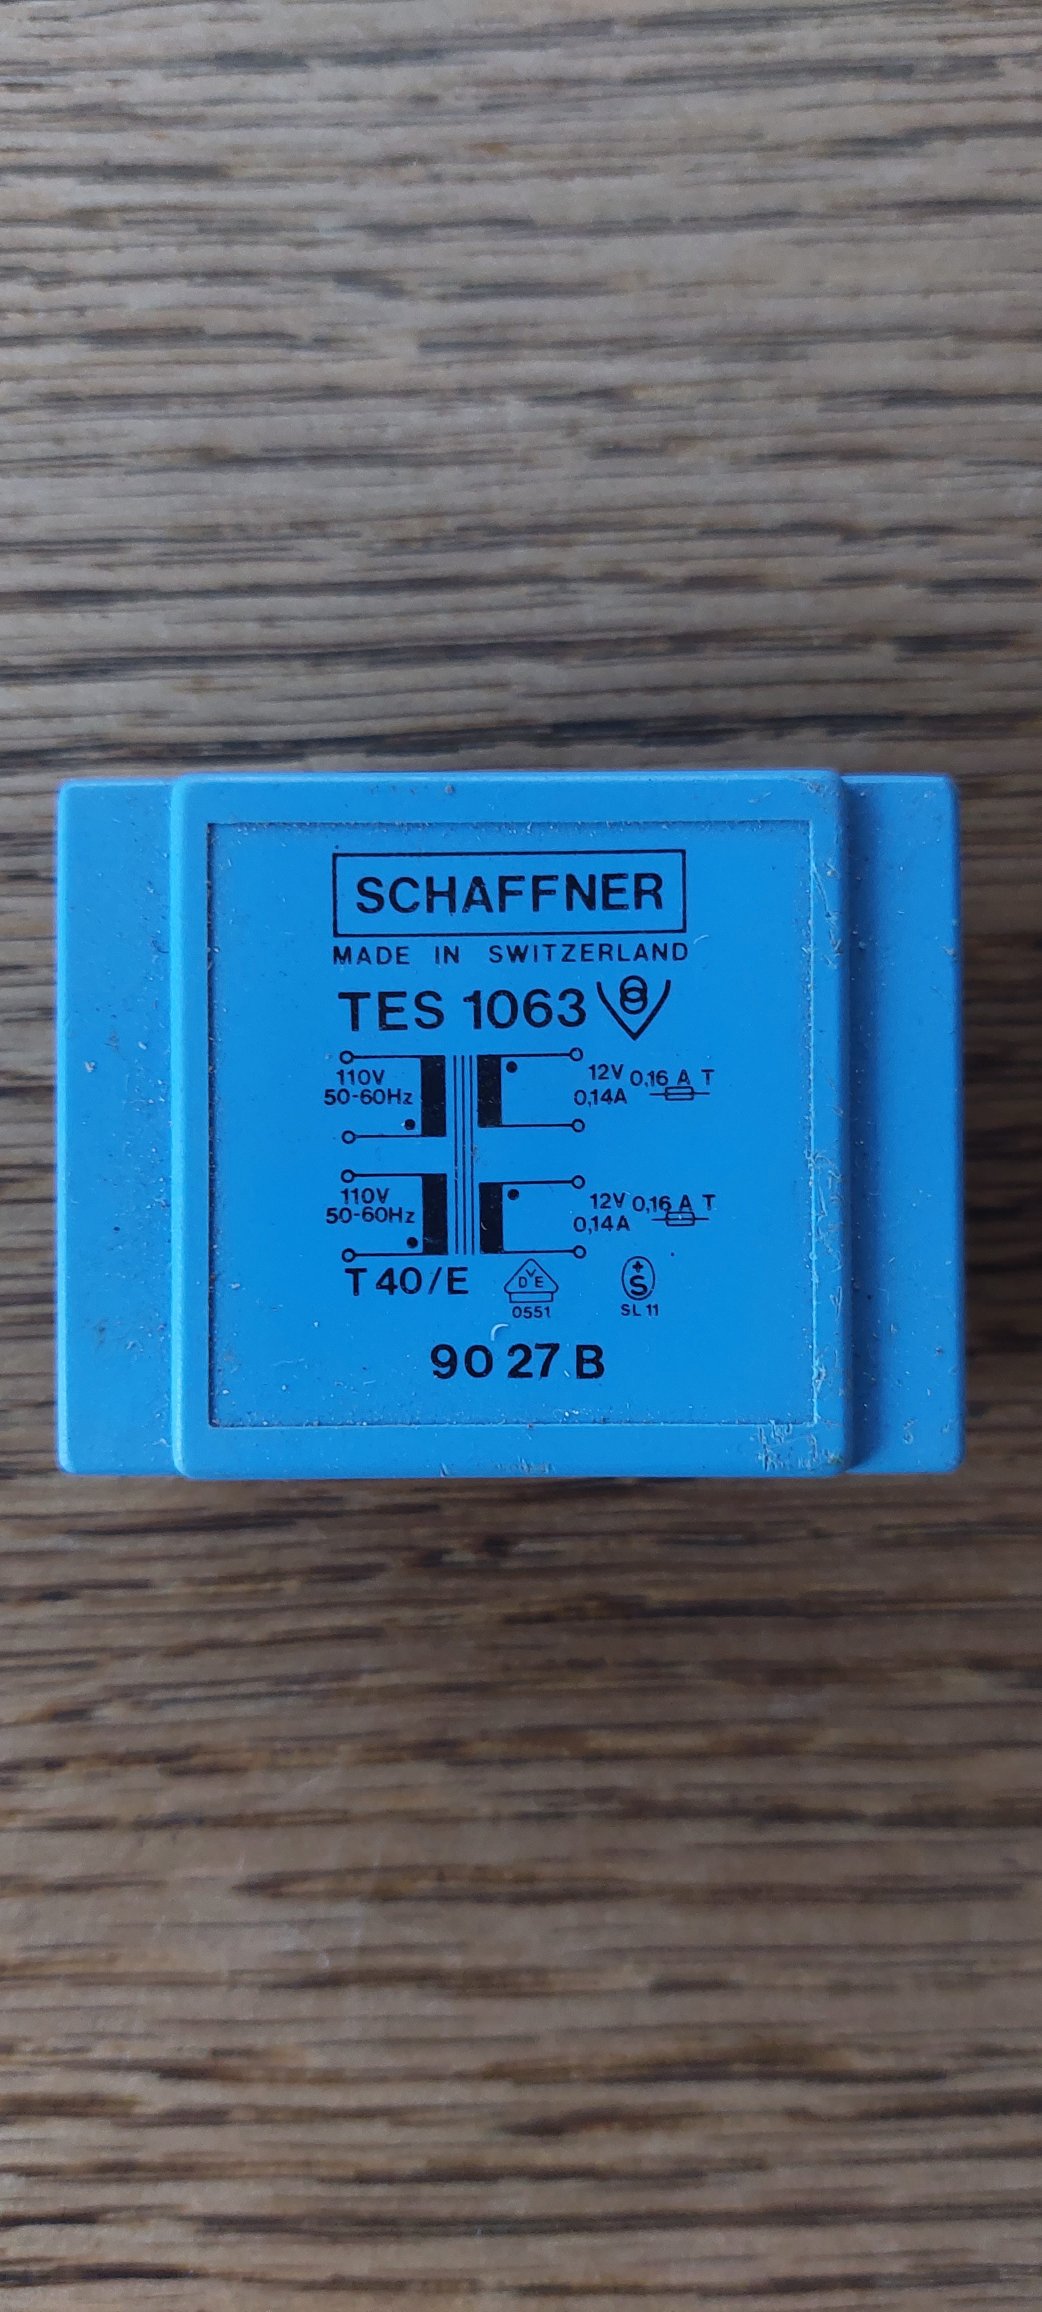 SCHAFFNER
MADE IN SWITZERLAND
TES 1063
110V
50-60Hz
12V 0,16 A T
0,14A
110V
50-60Hz
12V 0,16 A T
0,14A
T 40/E
DVE
0551
+S
SL 11
90 27 B